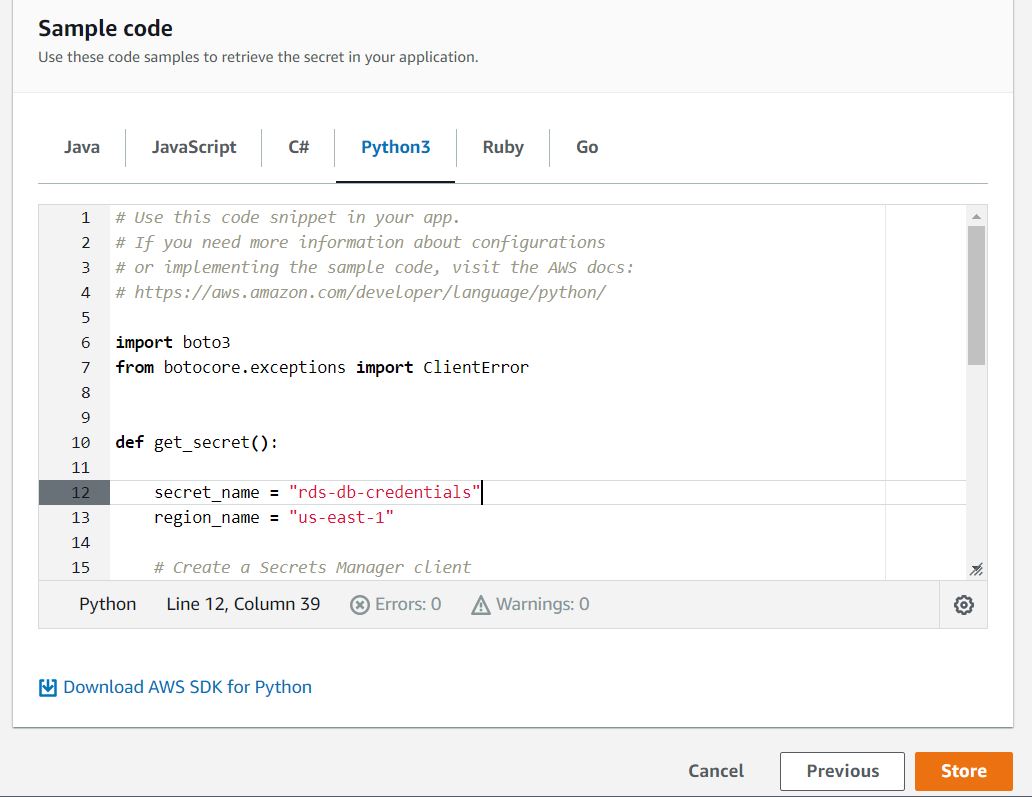 Sample code
Use these code samples to retrieve the secret in your application.
Java JavaScript C# Python3 Ruby Go
1 # Use this code snippet in your app.
2 # If you need more information about configurations
3 # or implementing the sample code, visit the AWS docs:
4 # https://aws.amazon.com/developer/language/python/
5
6 import boto3
7 from botocore.exceptions import ClientError
8
9
10 def get_secret():
11
12 secret_name = "rds-db-credentials"
13 region_name = "us-east-1"
14
15 # Create a Secrets Manager client
Python Line 12, Column 39 Errors: 0 Warnings: 0
Download AWS SDK for Python
Cancel Previous Store